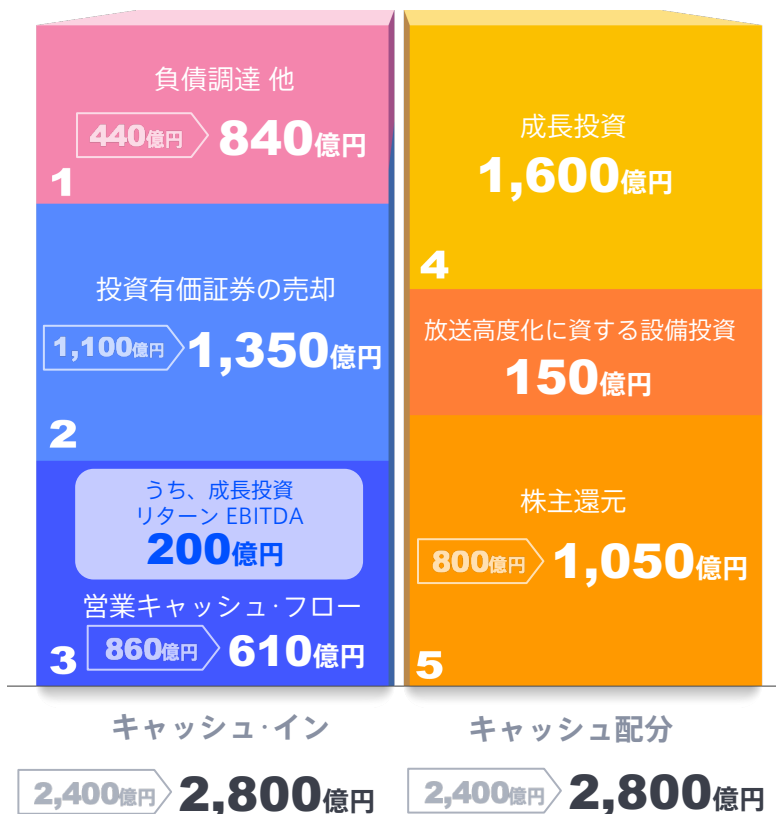 負債調達 他
440億円 840億円
1
投資有価証券の売却
1,100億円 1,350億円
2
うち、成長投資
リターン EBITDA
200億円
営業キャッシュ·フロー
3 860億円 610億円
キャッシュ·イン
2,400億円 2,800億円
成長投資
1,600億円
4
放送高度化に資する設備投資
150億円
株主還元
800億円 1,050億円
5
キャッシュ配分
2,400億円 2,800億円